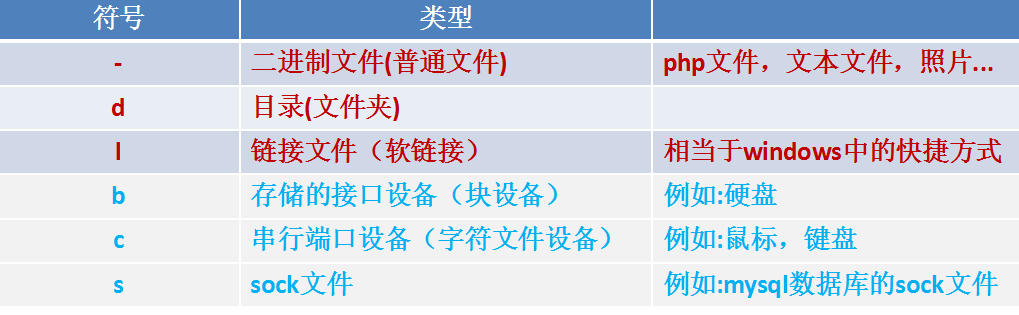 符号 类型
- 二进制文件(普通文件) php文件，文本文件，照片...
d 目录(文件夹)
l 链接文件（软链接） 相当于windows中的快捷方式
b 存储的接口设备（块设备） 例如:硬盘
c 串行端口设备（字符文件设备） 例如:鼠标，键盘
s sock文件 例如:mysql数据库的sock文件